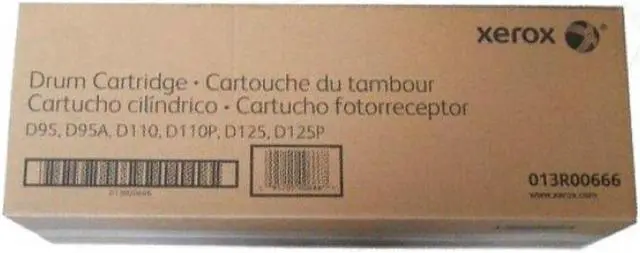 xerox
Drum Cartridge • Cartouche du tambour
Cartucho cilíndrico • Cartucho fotorreceptor
D95, D95A, D110, D110P, D125, D125P
013R00666
013R00666
www.xerox.com